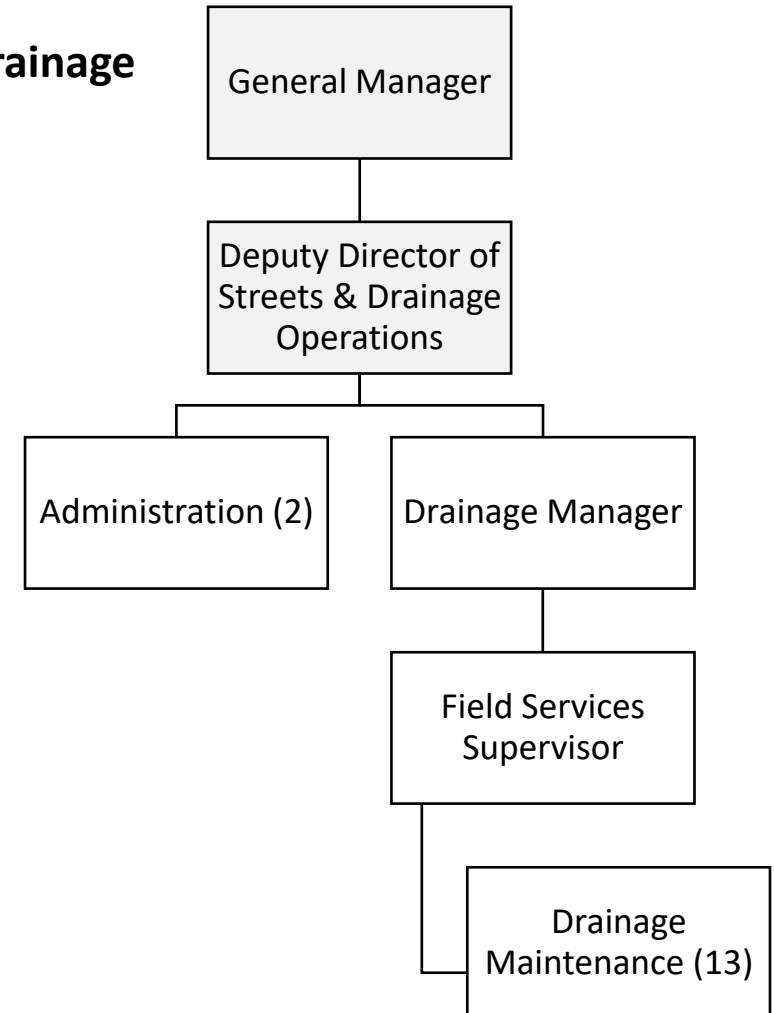 rainage
General Manager
Deputy Director of
Streets & Drainage
Operations
Administration (2)
Drainage Manager
Field Services
Supervisor
Drainage
Maintenance (13)